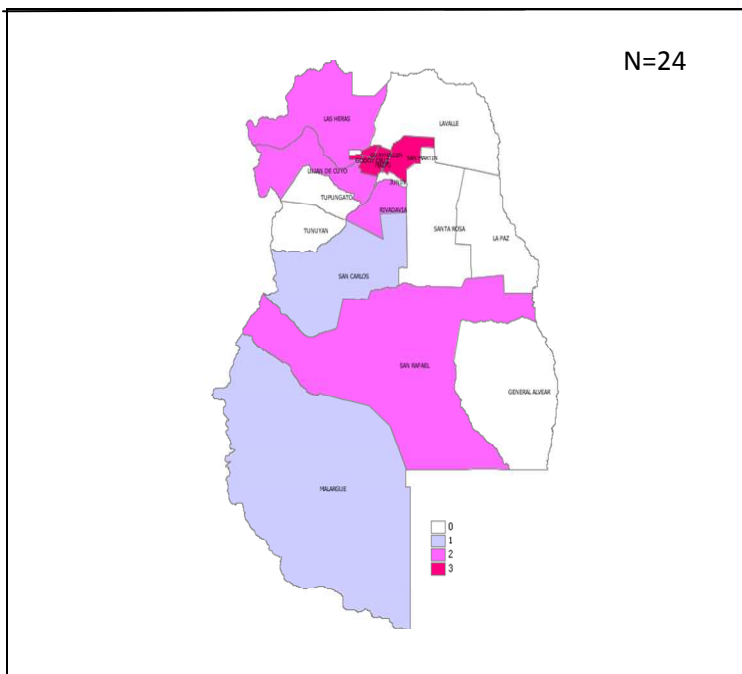 N=24
LAS HERAS
LAVALLE
SAN MARTIN
LUJAN DE CUYO
JUNIN
TUPUNGATO
RIVADAVIA
TUNUYAN
SANTA ROSA
LA PAZ
SAN CARLOS
SAN RAFAEL
GENERAL ALVEAR
MALARGUE
0
1
2
3